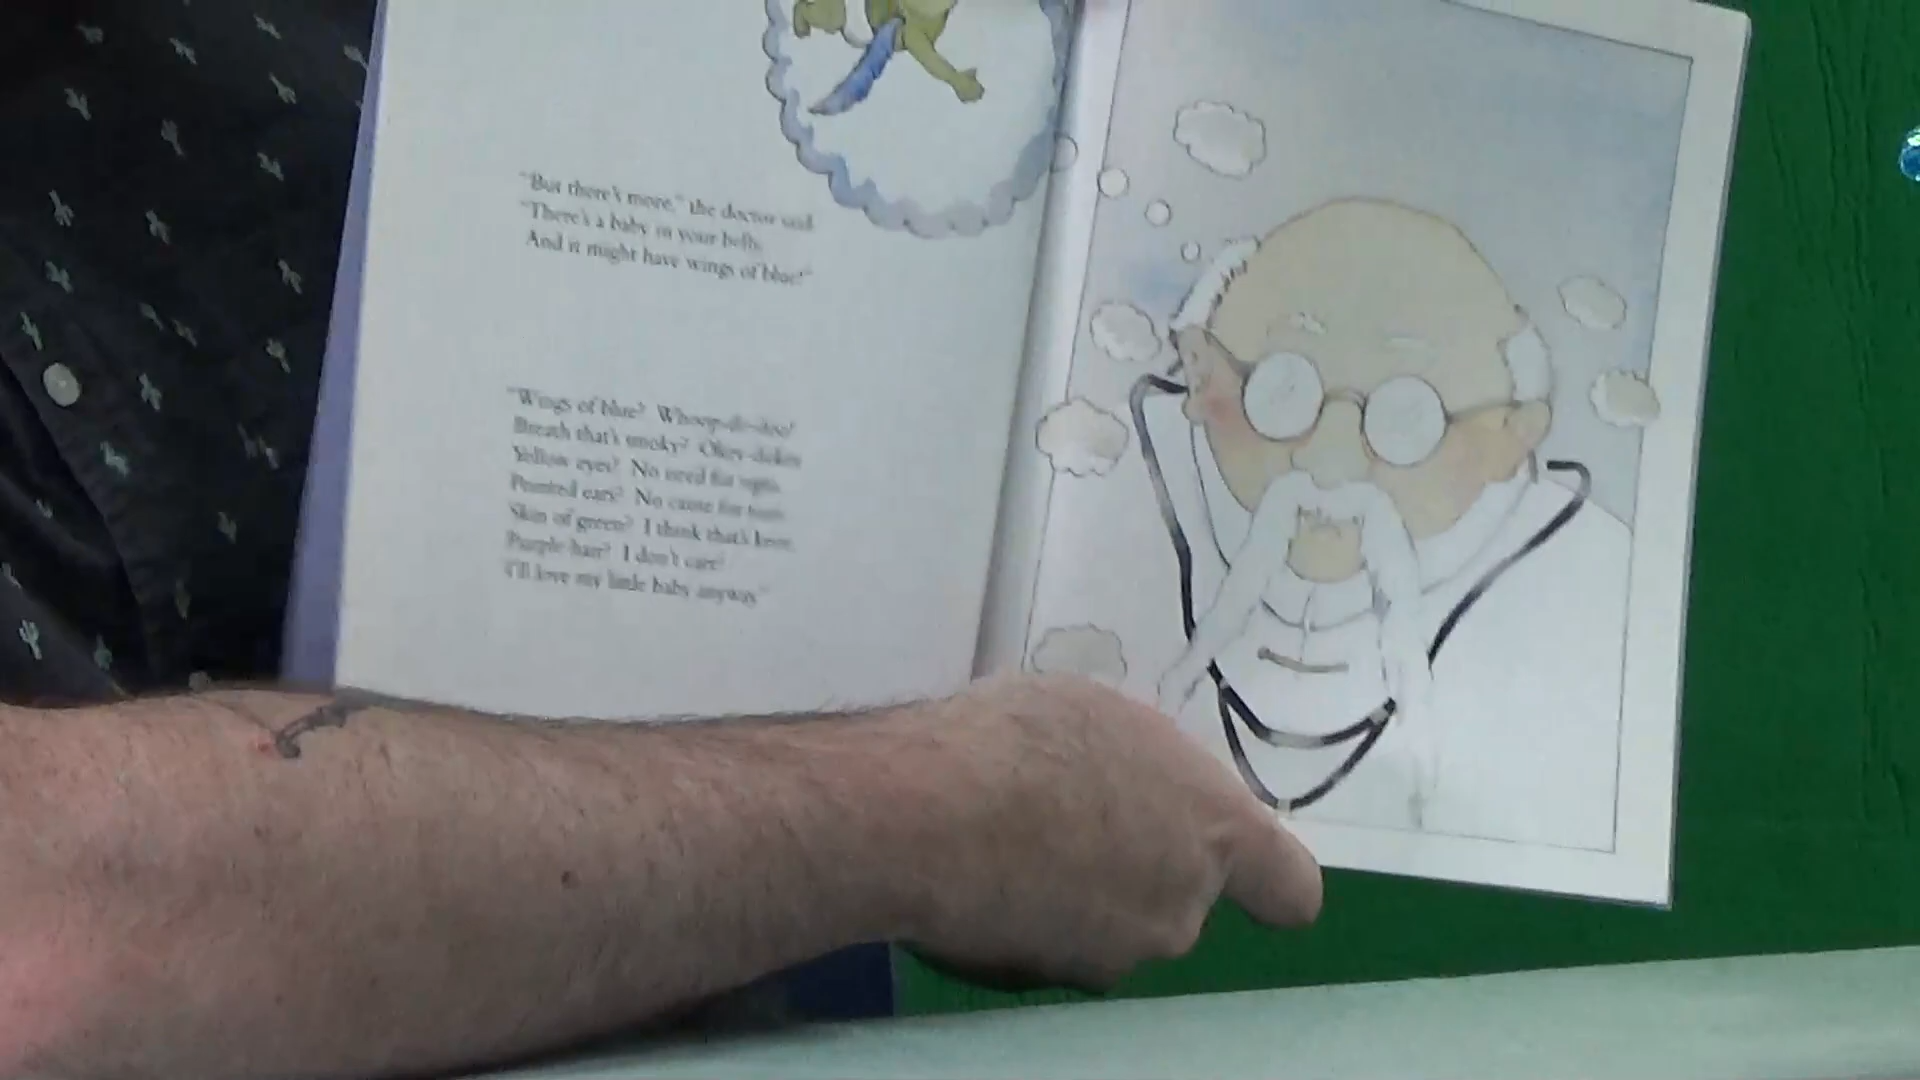 "But there's more," the doctor said.
"There's a baby in your belly,
And it might have wings of blue!"
"Wings of blue? Whoop-di-doo!
Breath that's smoky? Okey-dokey
Yellow eyes? No need for
Pointed ears? No cause for tears
Skin of green? I think that's keen.
Purple hair? I don't care!
I'll love my little baby anyway."